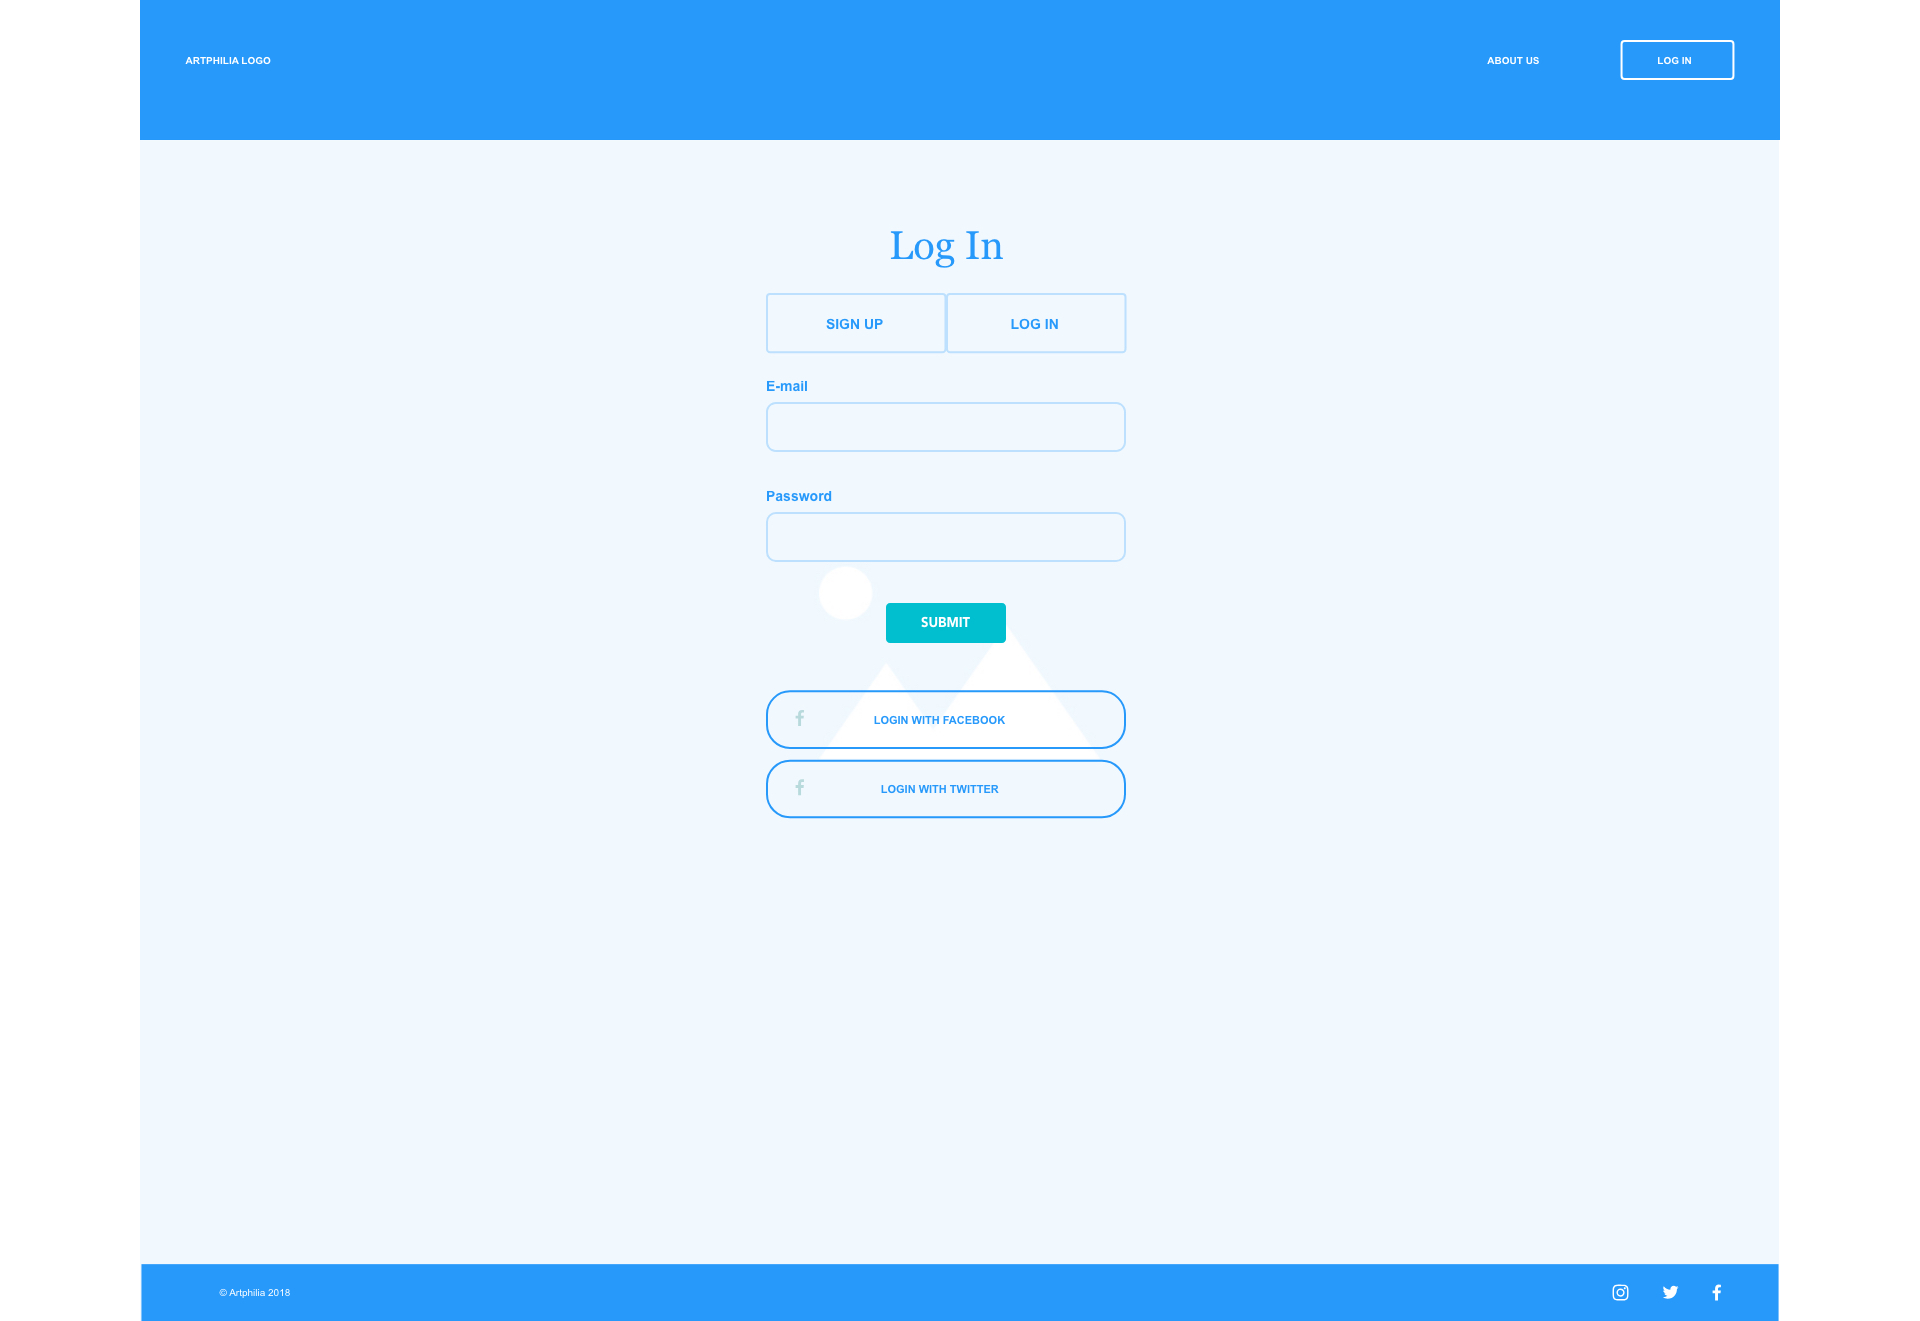 ARTPHILIA LOGO
ABOUT US
LOG IN
Log In
SIGN UP
LOG IN
E-mail
Password
SUBMIT
LOGIN WITH FACEBOOK
LOGIN WITH TWITTER
© Artphilia 2018